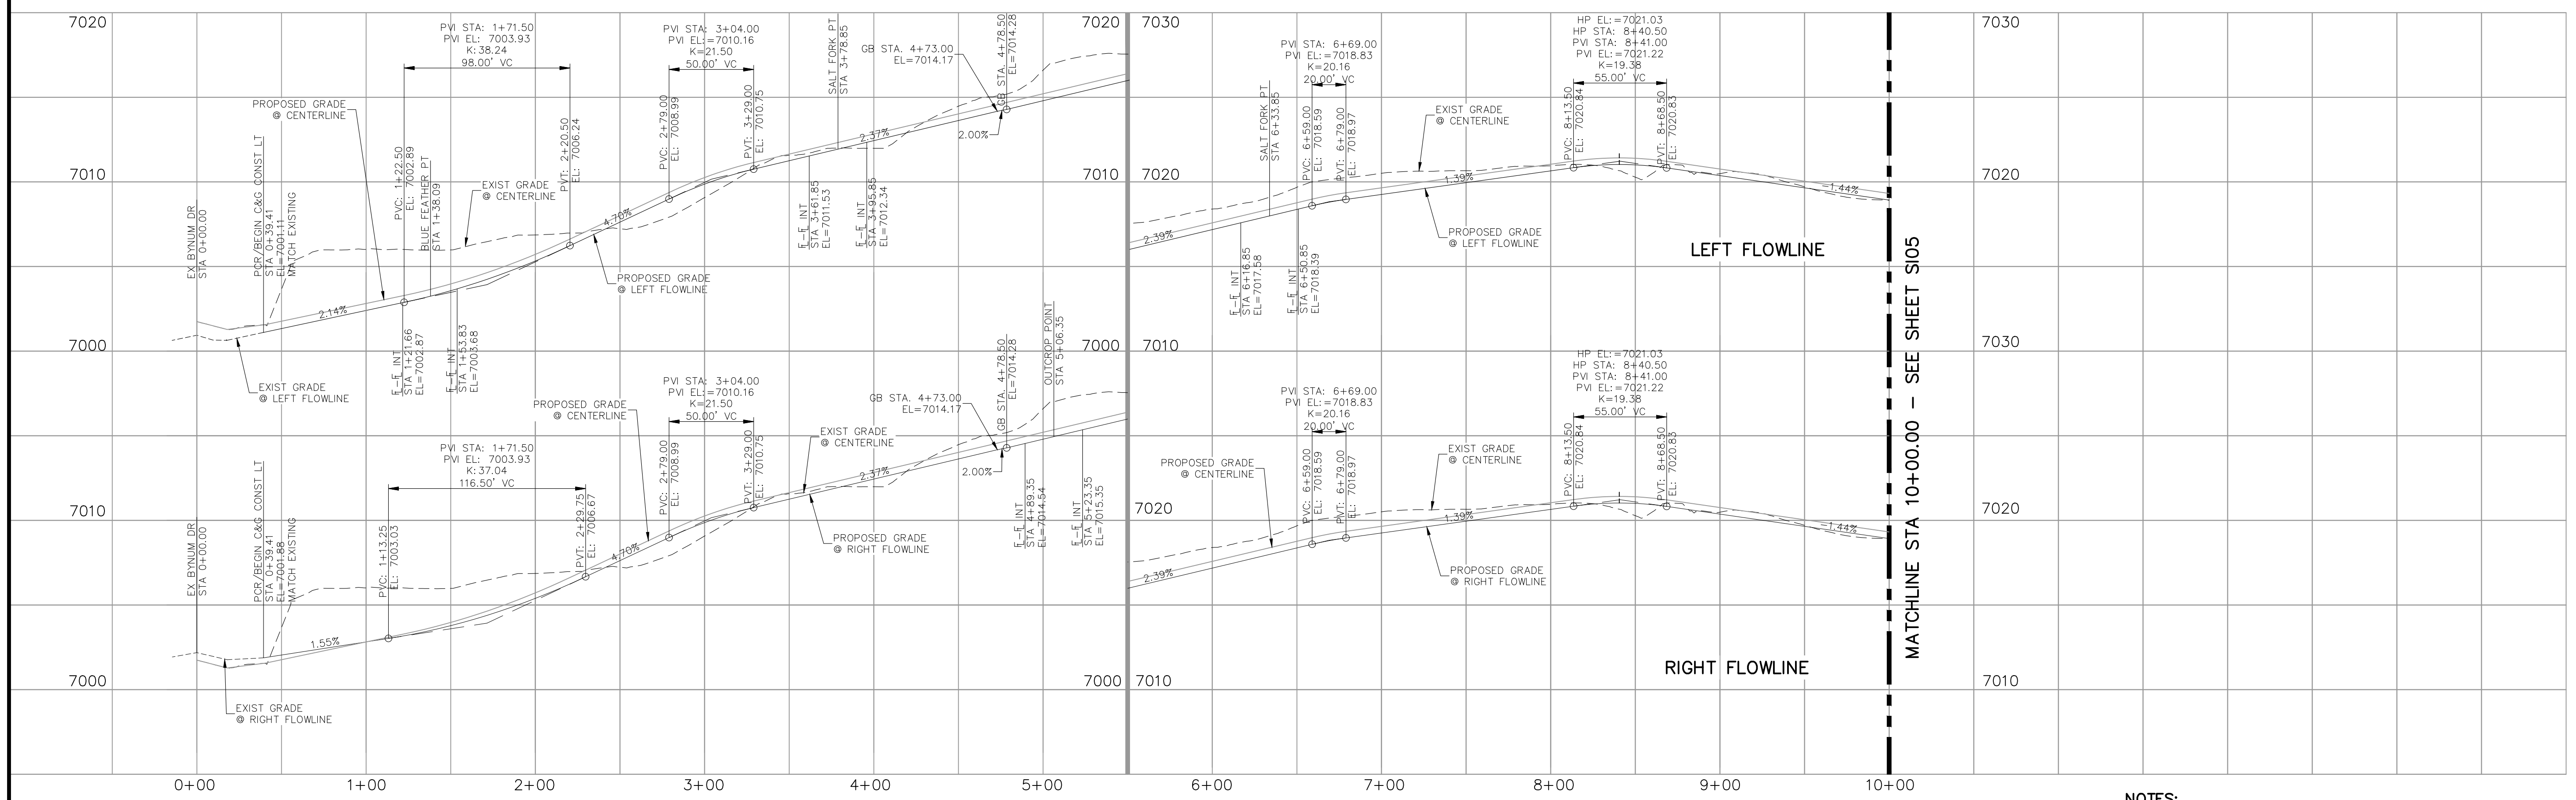 7020
PVI STA: 1+71.50
PVI EL: 7003.93
K: 38.24
98.00' VC
PROPOSED GRADE
@ CENTERLINE
EX BYNUM DR
STA 0+00.00
PCR/BEGIN C&G CONST LT
STA 0+39.41
EL=7001.11
MATCH EXISTING
PVC: 1+22.50
EL: 7002.89
BLUE FEATHER PT
STA 1+38.09
EXIST GRADE
@ CENTERLINE
PVT: 2+20.50
EL: 7006.24
PVI STA: 3+04.00
PVI EL:=7010.16
K=21.50
50.00' VC
PVC: 2+79.00
EL: 7008.99
PVT: 3+29.00
EL: 7010.75
SALT FORK PT
STA 3+78.85
GB STA. 4+73.00
EL=7014.17
GB STA. 4+78.50
EL=7014.28
2.00%
2.37%
4.70%
2.14%
PROPOSED GRADE
@ LEFT FLOWLINE
F-F INT
STA 3+61.85
EL=7011.53
F-F INT
STA 3+95.85
EL=7012.34
7010
7010
7020
7000
7000
EXIST GRADE
@ LEFT FLOWLINE
F-F INT
STA 1+21.66
EL=7002.87
F-F INT
STA 1+53.83
EL=7003.68
7030
PVI STA: 6+69.00
PVI EL:=7018.83
K=20.16
20.00' VC
SALT FORK PT
STA 6+33.85
PVC: 6+59.00
EL: 7018.59
PVT: 6+79.00
EL: 7018.97
EXIST GRADE
@ CENTERLINE
HP EL:=7021.03
HP STA: 8+40.50
PVI STA: 8+41.00
PVI EL:=7021.22
K=19.38
55.00' VC
PVC: 8+13.50
EL: 7020.84
PVT: 8+68.50
EL: 7020.83
7030
7020
7020
2.39%
1.39%
-1.44%
PROPOSED GRADE
@ LEFT FLOWLINE
F-F INT
STA 6+16.85
EL=7017.58
F-F INT
STA 6+50.85
EL=7018.39
LEFT FLOWLINE
7010
7030
MATCHLINE STA 10+00.00 - SEE SHEET SI05
PVI STA: 1+71.50
PVI EL: 7003.93
K: 37.04
116.50' VC
EX BYNUM DR
STA 0+00.00
PCR/BEGIN C&G CONST LT
STA 0+39.41
EL=7001.88
MATCH EXISTING
PVC: 1+13.25
EL: 7003.03
PVT: 2+29.75
EL: 7006.67
PROPOSED GRADE
@ CENTERLINE
PVI STA: 3+04.00
PVI EL:=7010.16
K=21.50
50.00' VC
PVC: 2+79.00
EL: 7008.99
PVT: 3+29.00
EL: 7010.75
EXIST GRADE
@ CENTERLINE
GB STA. 4+73.00
EL=7014.17
GB STA. 4+78.50
EL=7014.28
OUTCROP POINT
STA 5+06.35
2.00%
2.37%
4.70%
1.55%
PROPOSED GRADE
@ RIGHT FLOWLINE
F-F INT
STA 4+89.35
EL=7014.54
F-F INT
STA 5+23.35
EL=7015.35
7010
7010
7000
7000
EXIST GRADE
@ RIGHT FLOWLINE
PVI STA: 6+69.00
PVI EL:=7018.83
K=20.16
20.00' VC
PROPOSED GRADE
@ CENTERLINE
PVC: 6+59.00
EL: 7018.59
PVT: 6+79.00
EL: 7018.97
EXIST GRADE
@ CENTERLINE
HP EL:=7021.03
HP STA: 8+40.50
PVI STA: 8+41.00
PVI EL:=7021.22
K=19.38
55.00' VC
PVC: 8+13.50
EL: 7020.84
PVT: 8+68.50
EL: 7020.83
7020
7020
2.39%
1.39%
-1.44%
PROPOSED GRADE
@ RIGHT FLOWLINE
RIGHT FLOWLINE
7010
7010
0+00
1+00
2+00
3+00
4+00
5+00
6+00
7+00
8+00
9+00
10+00
NOTES: